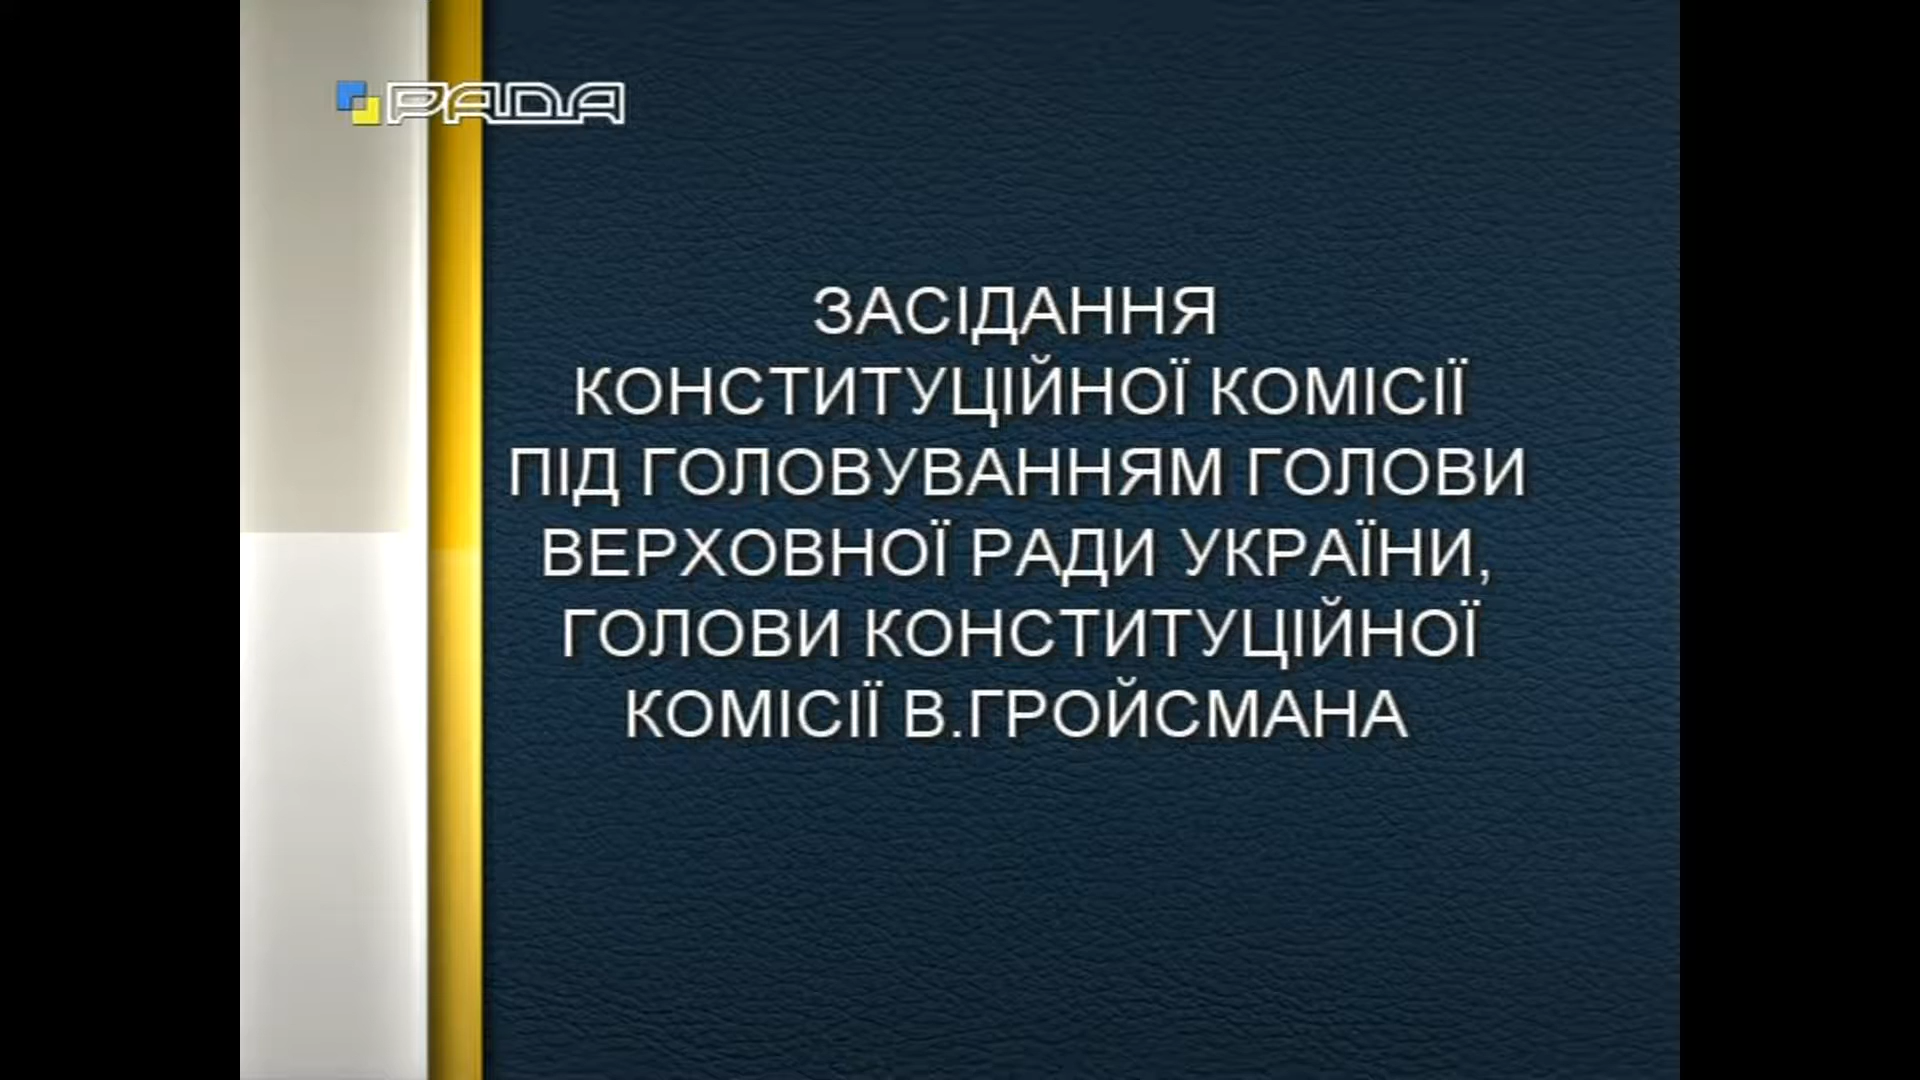 РАДА
ЗАСІДАННЯ
КОНСТИТУЦІЙНОЇ КОМІСІЇ
ПІД ГОЛОВУВАННЯМ ГОЛОВИ
ВЕРХОВНОЇ РАДИ УКРАЇНИ,
ГОЛОВИ КОНСТИТУЦІЙНОЇ
КОМІСІЇ В.ГРОЙСМАНА